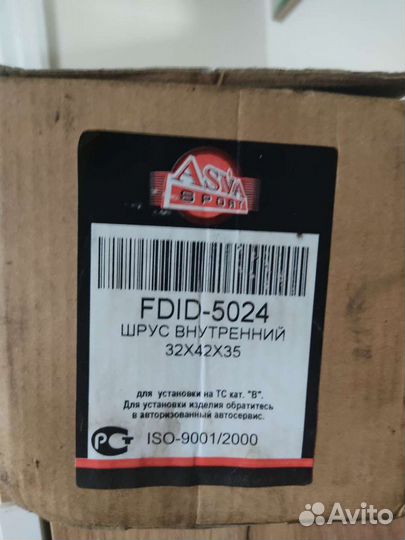 ASVA
SPORT
FDID-5024
ШРУС ВНУТРЕННИЙ
32X42X35
для установки на ТС кат. "В".
Для установки изделия обратитесь
в авторизованный автосервис.
РСТ ISO-9001/2000
Avito